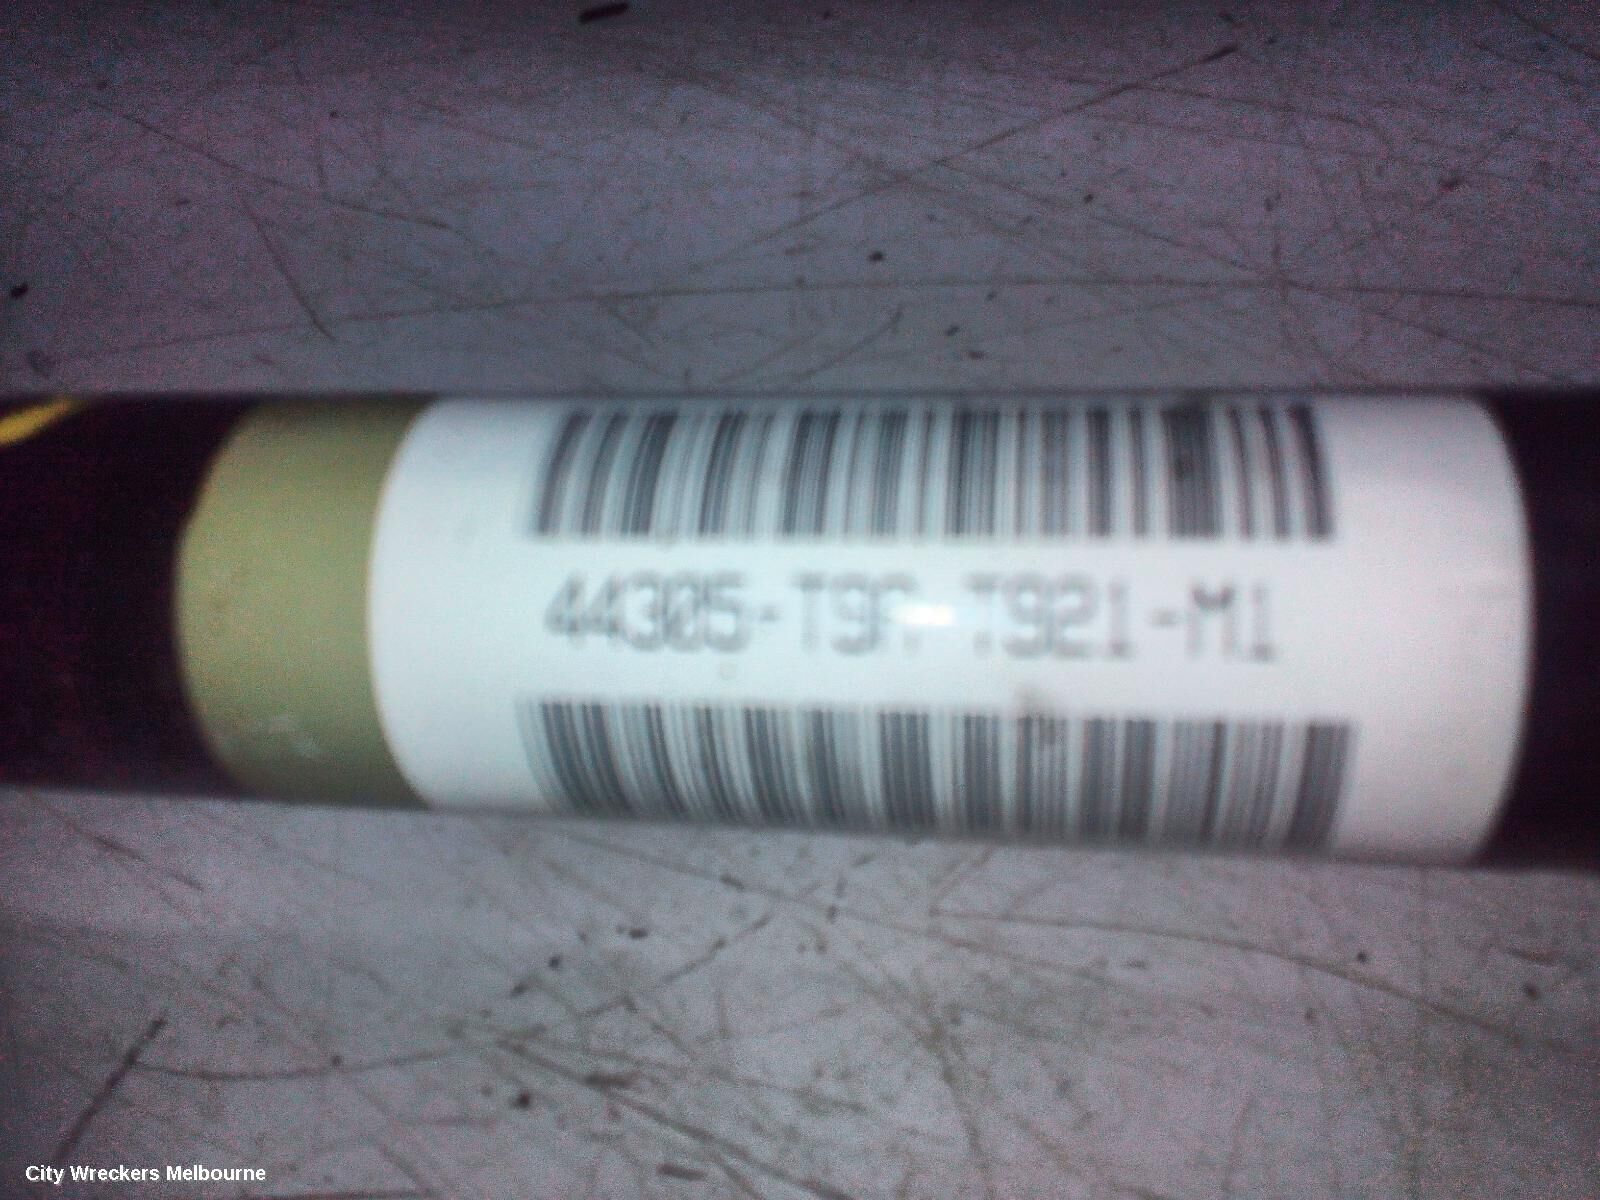 44305-T9A-T921-M1
City Wreckers Melbourne